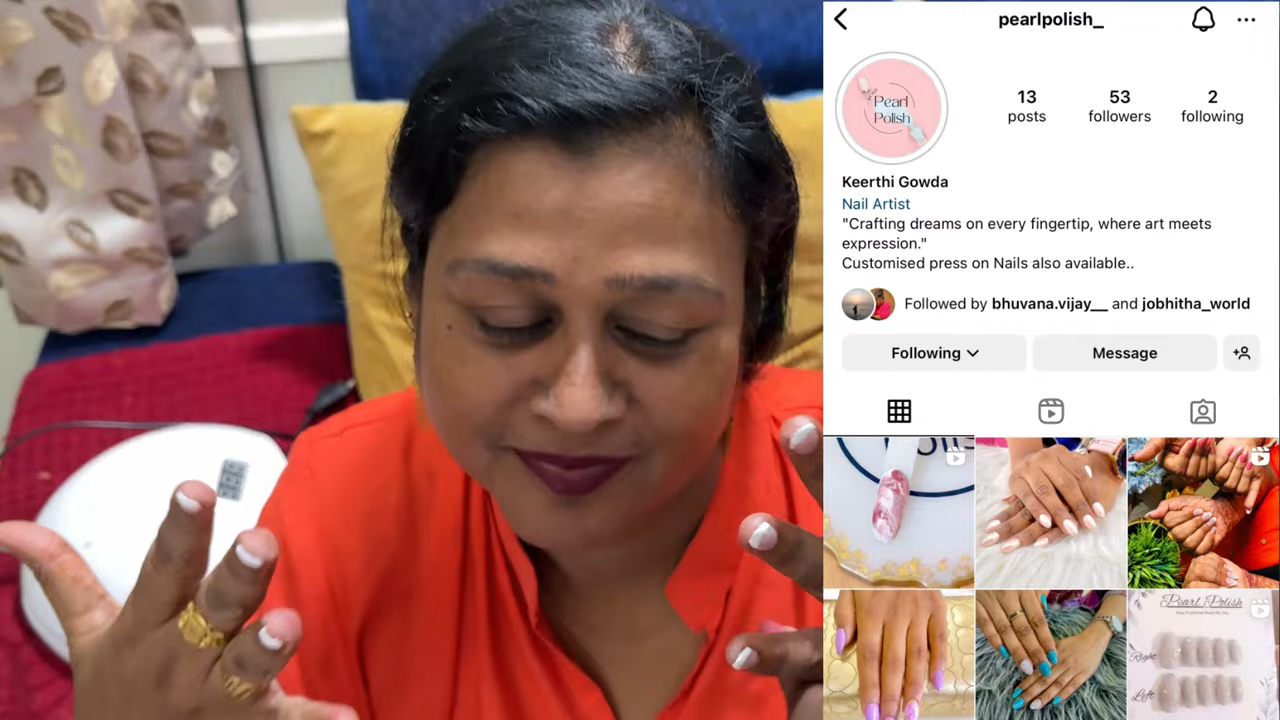 pearlpolish_
Pearl
Polish
13
posts
53
followers
2
following
Keerthi Gowda
Nail Artist
"Crafting dreams on every fingertip, where art meets
expression."
Customised press on Nails also available..
Followed by bhuvana.vijay__ and jobhitha_world
Following
Message
Pearl Polish
Right
Left